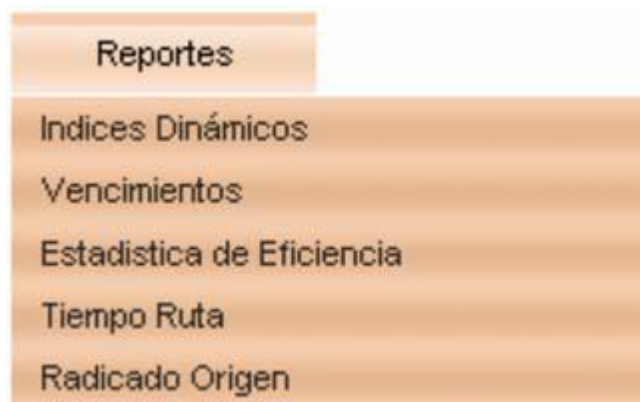 Reportes
Indices Dinámicos
Vencimientos
Estadistica de Eficiencia
Tiempo Ruta
Radicado Origen